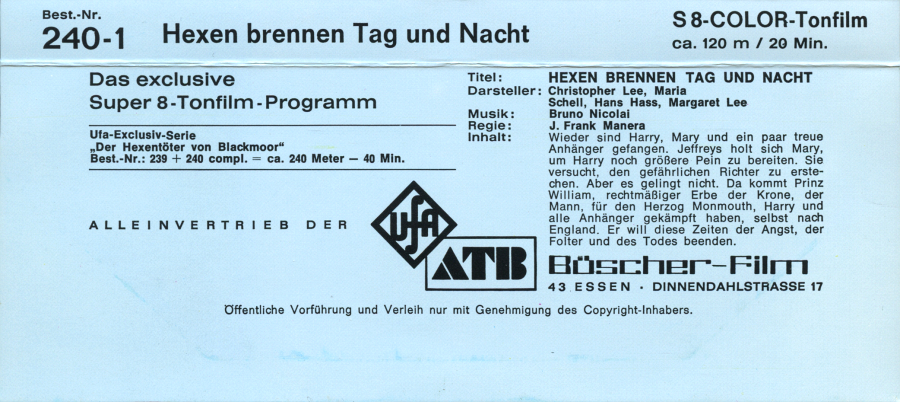 Best.-Nr.
240-1 Hexen brennen Tag und Nacht
S8-COLOR-Tonfilm
ca. 120 m / 20 Min.
Das exclusive
Super 8-Tonfilm-Programm
Ufa-Exclusiv-Serie
„Der Hexentöter von Blackmoor"
Best.-Nr.: 239 + 240 compl. = ca. 240 Meter — 40 Min.
ALLEINVERTRIEB DER
UFA
ATB
Titel: HEXEN BRENNEN TAG UND NACHT
Darsteller: Christopher Lee, Maria
Schell, Hans Hass, Margaret Lee
Musik: Bruno Nicolai
Regie: J. Frank Manera
Inhalt: Wieder sind Harry, Mary und ein paar treue
Anhänger gefangen. Jeffreys holt sich Mary,
um Harry noch größere Pein zu bereiten. Sie
versucht, den gefährlichen Richter zu erste-
chen. Aber es gelingt nicht. Da kommt Prinz
William, rechtmäßiger Erbe der Krone, der
Mann, für den Herzog Monmouth, Harry und
alle Anhänger gekämpft haben, selbst nach
England. Er will diese Zeiten der Angst, der
Folter und des Todes beenden.
Böscher-Film
43 ESSEN · DINNENDAHLSTRASSE 17
Öffentliche Vorführung und Verleih nur mit Genehmigung des Copyright-Inhabers.